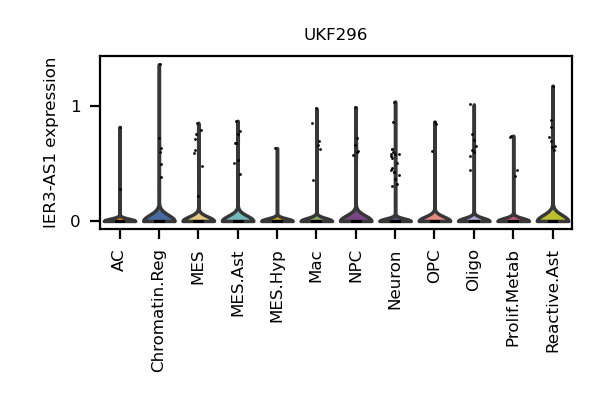 UKF296
IER3-AS1 expression
1
0
AC
Chromatin.Reg
MES
MES.Ast
MES.Hyp
Mac
NPC
Neuron
OPC
Oligo
Prolif.Metab
Reactive.Ast